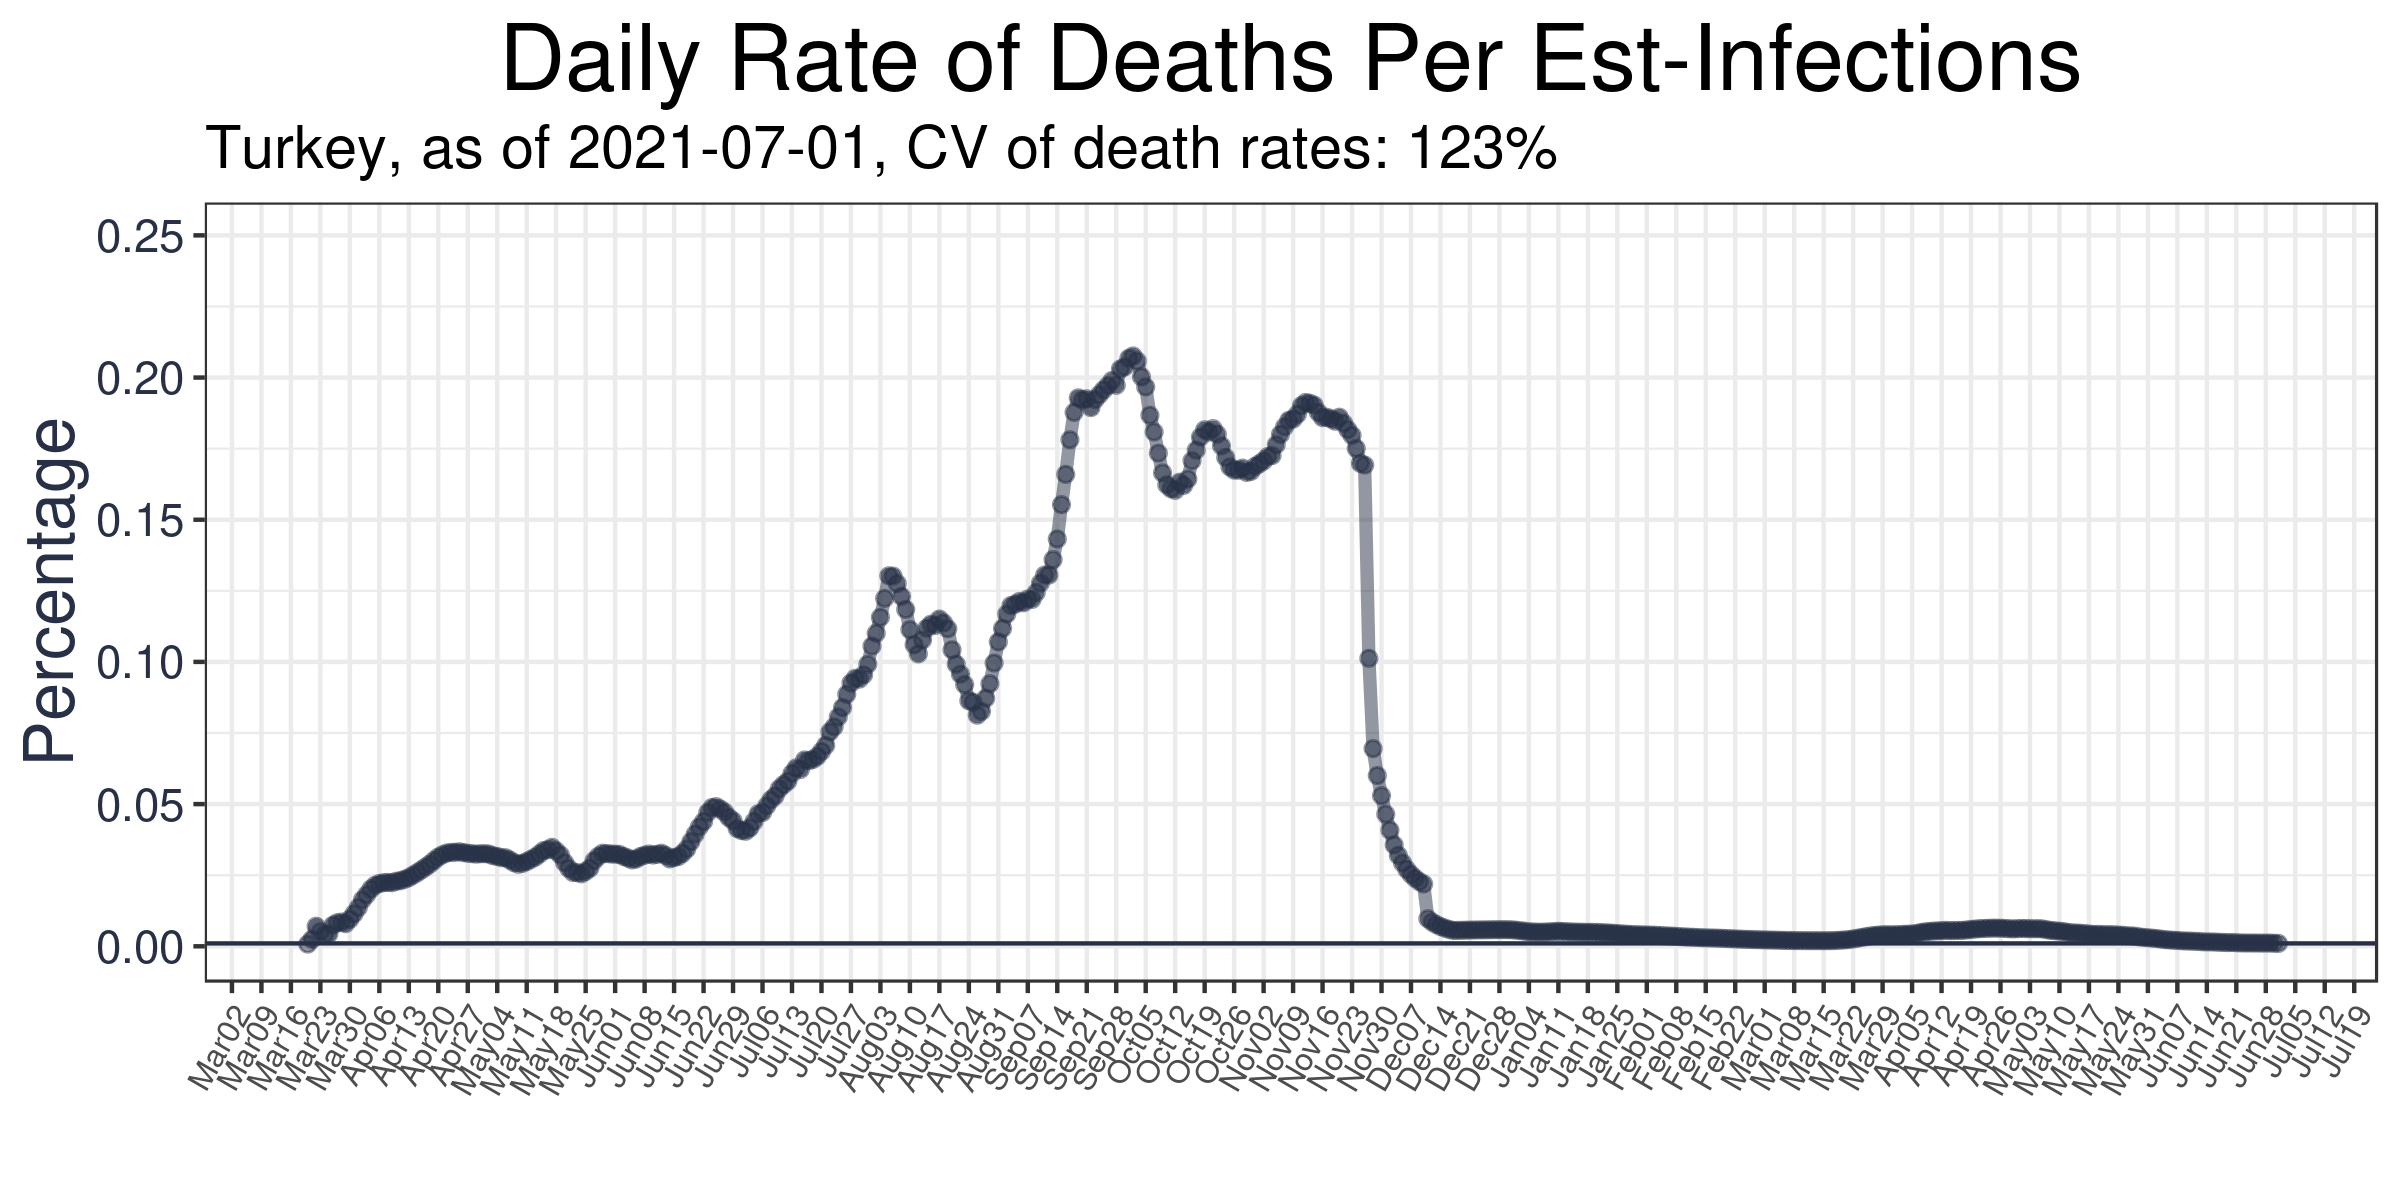 Daily Rate of Deaths Per Est-Infections
Turkey, as of 2021-07-01, CV of death rates: 123%
Percentage
0.25
0.20
0.15
0.10
0.05
0.00
Mar02
Mar09
Mar16
Mar23
Mar30
Apr06
Apr13
Apr20
Apr27
May04
May11
May18
May25
Jun01
Jun08
Jun15
Jun22
Jun29
Jul06
Jul13
Jul20
Jul27
Aug03
Aug10
Aug17
Aug24
Aug31
Sep07
Sep14
Sep21
Sep28
Oct05
Oct12
Oct19
Oct26
Nov02
Nov09
Nov16
Nov23
Nov30
Dec07
Dec14
Dec21
Dec28
Jan04
Jan11
Jan18
Jan25
Feb01
Feb08
Feb15
Feb22
Mar01
Mar08
Mar15
Mar22
Mar29
Apr05
Apr12
Apr19
Apr26
May03
May10
May17
May24
May31
Jun07
Jun14
Jun21
Jun28
Jul05
Jul12
Jul19